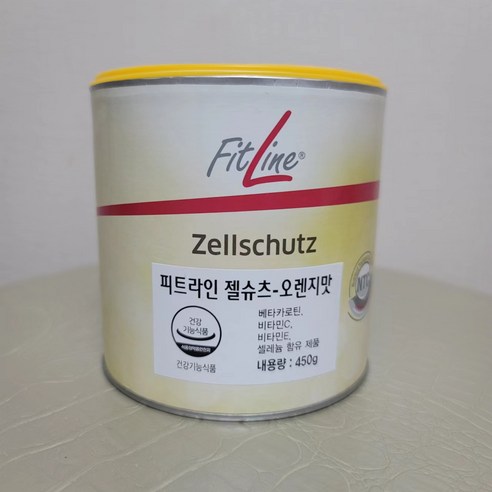 FitLine®
Zellschutz
피트라인 젤슈츠-오렌지맛
건강
기능식품
건강기능식품
베타카로틴,
비타민C,
비타민E,
셀레늄 함유 제품
내용량 : 450g